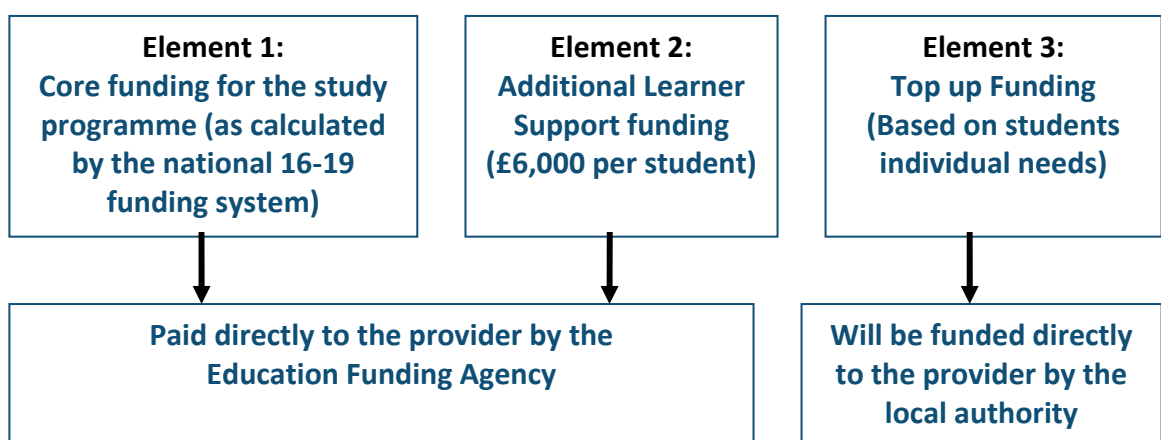 Element 1:
Core funding for the study
programme (as calculated
by the national 16-19
funding system)
Element 2:
Additional Learner
Support funding
(£6,000 per student)
Element 3:
Top up Funding
(Based on students
individual needs)
Paid directly to the provider by the
Education Funding Agency
Will be funded directly
to the provider by the
local authority